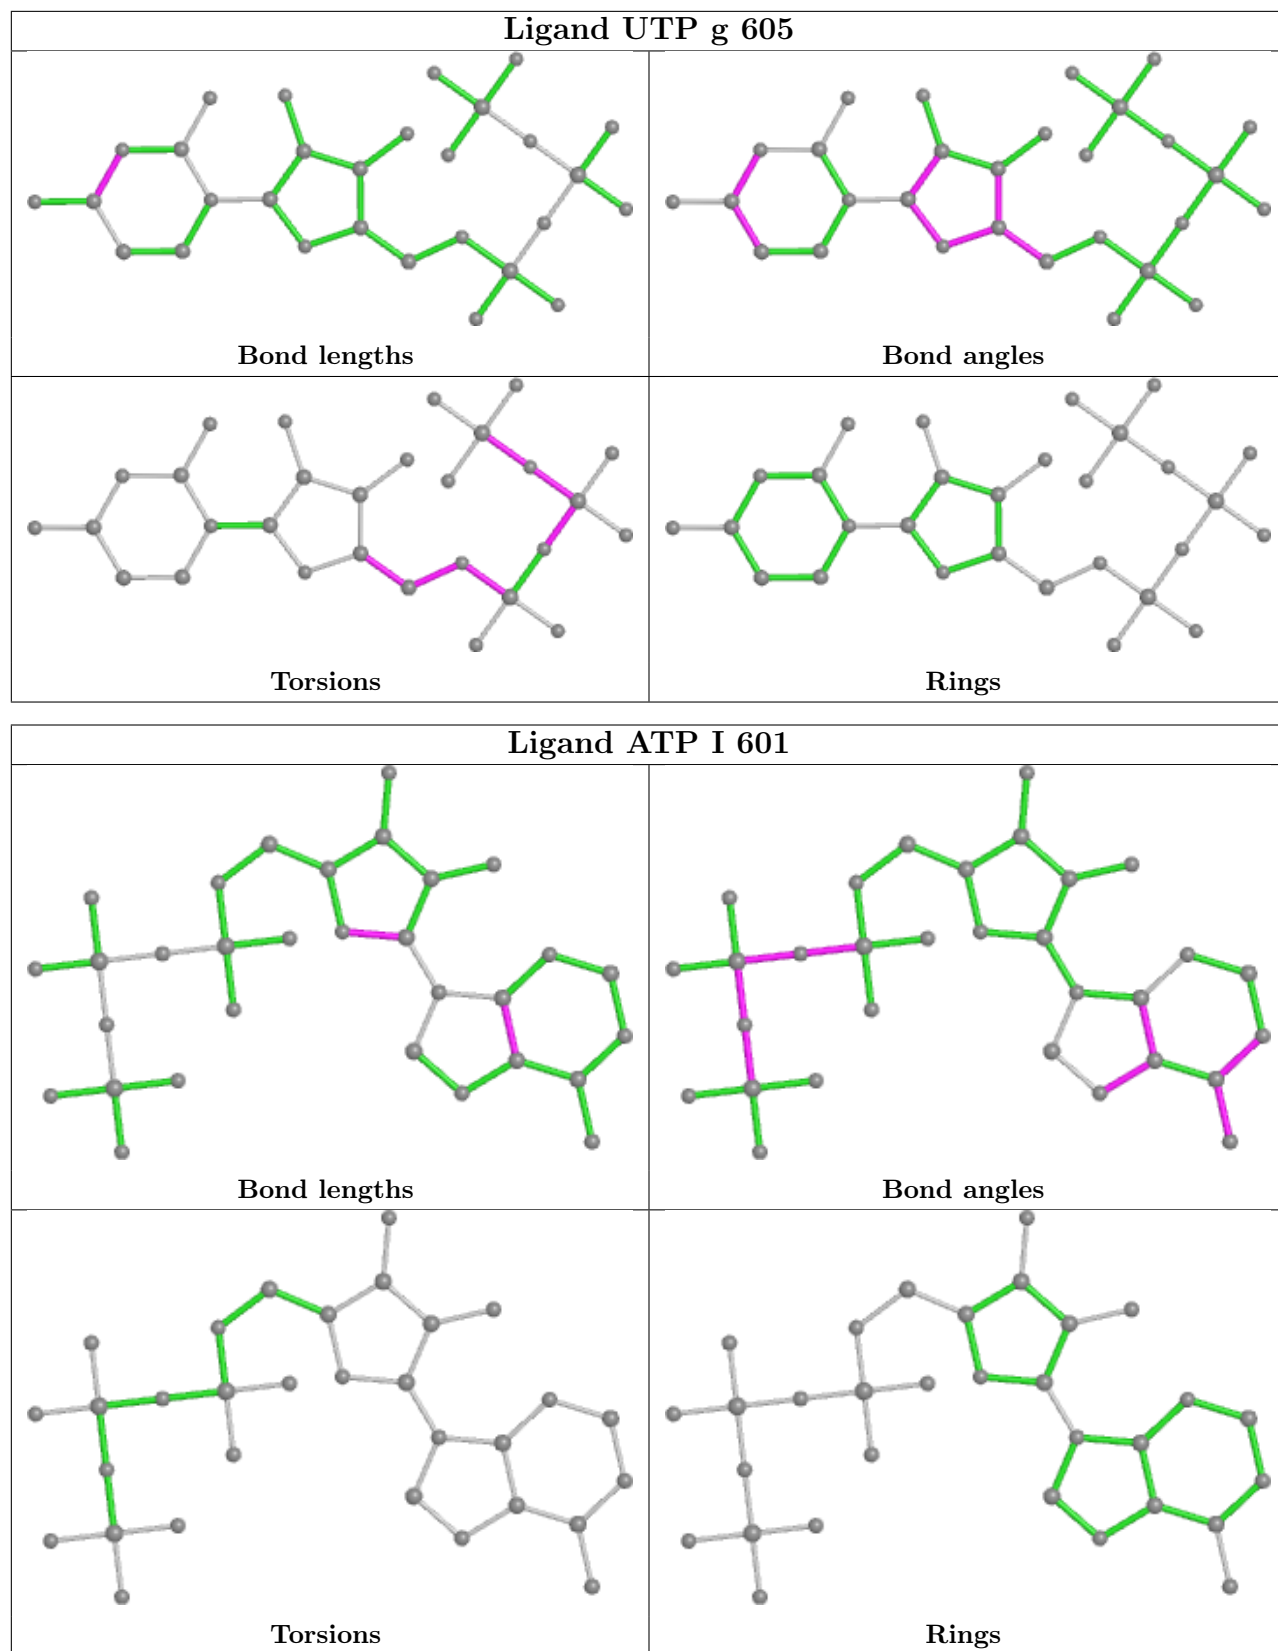 Ligand UTP g 605
Bond lengths
Bond angles
Torsions
Rings
Ligand ATP I 601
Bond lengths
Bond angles
Torsions
Rings